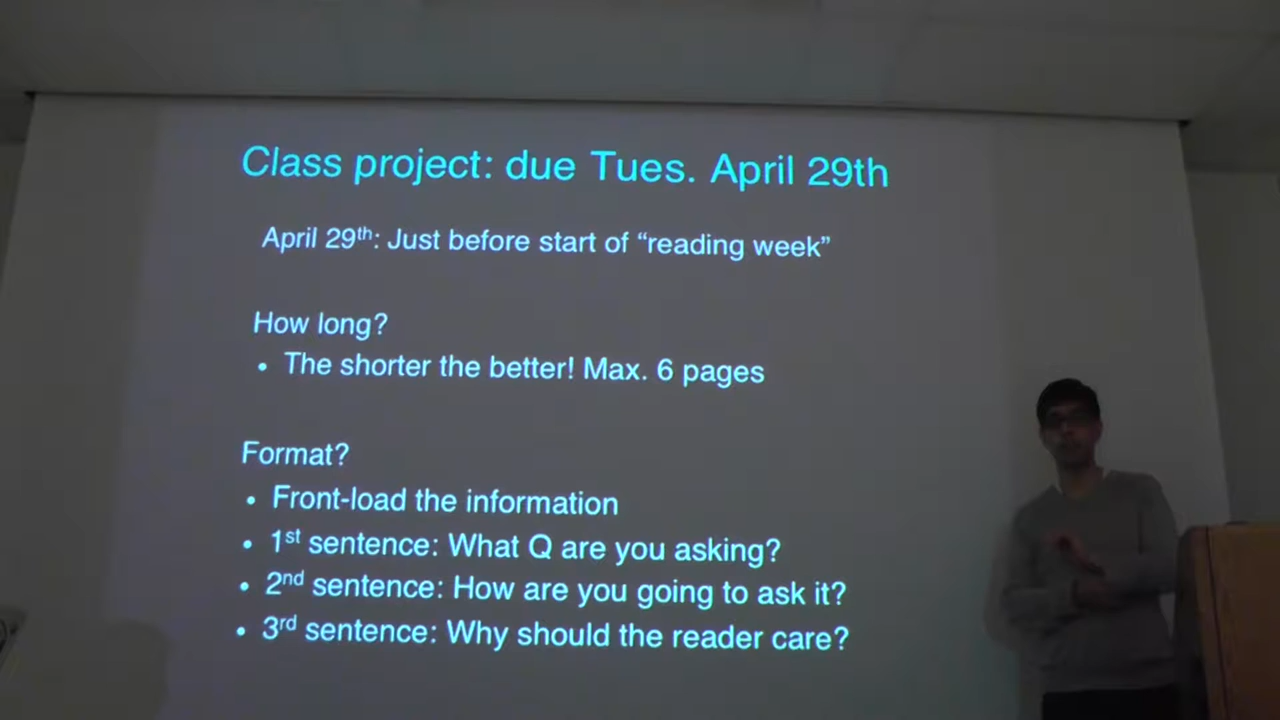 Class project: due Tues. April 29th
April 29th: Just before start of “reading week”
How long?
• The shorter the better! Max. 6 pages
Format?
• Front-load the information
• 1st sentence: What Q are you asking?
• 2nd sentence: How are you going to ask it?
• 3rd sentence: Why should the reader care?